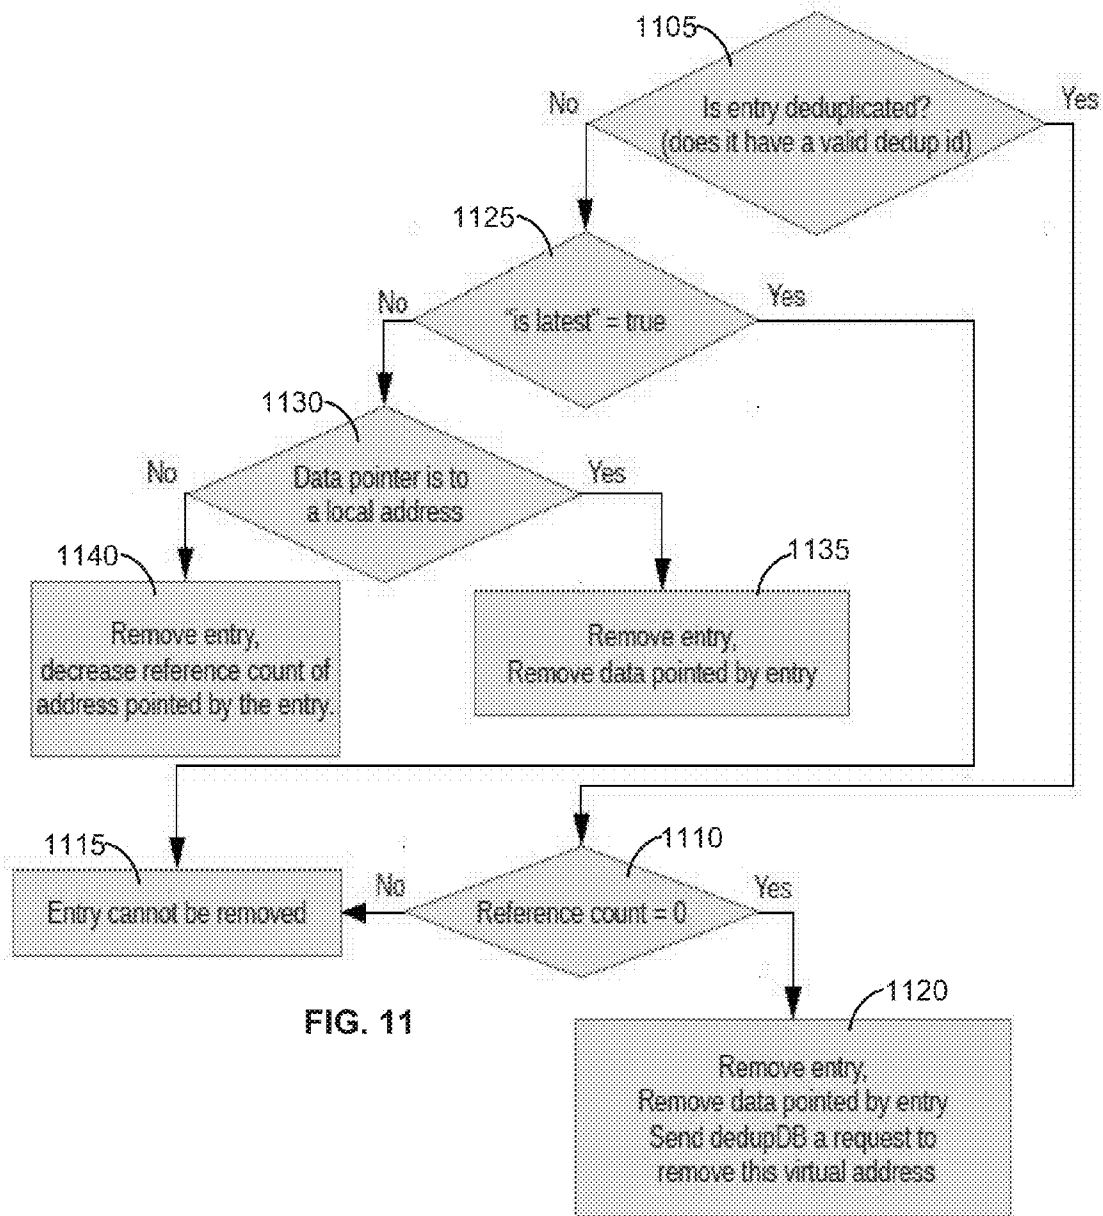 1105
No
Yes
Is entry deduplicated?
(does it have a valid dedup id)
1125
No
Yes
"is latest" = true
1130
No
Yes
Data pointer is to
a local address
1140
1135
Remove entry,
decrease reference count of
address pointed by the entry.
Remove entry,
Remove data pointed by entry
1115
1110
No
Yes
Entry cannot be removed
Reference count = 0
1120
FIG. 11
Remove entry,
Remove data pointed by entry
Send dedupDB a request to
remove this virtual address